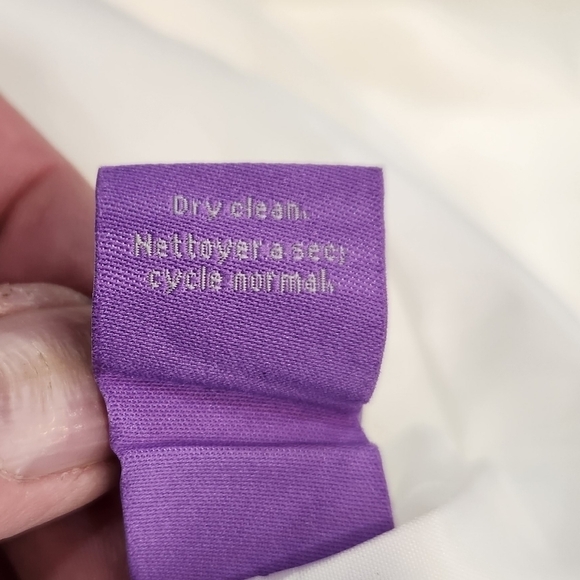 Dry clean.
Nettoyer a sec;
cycle normal.